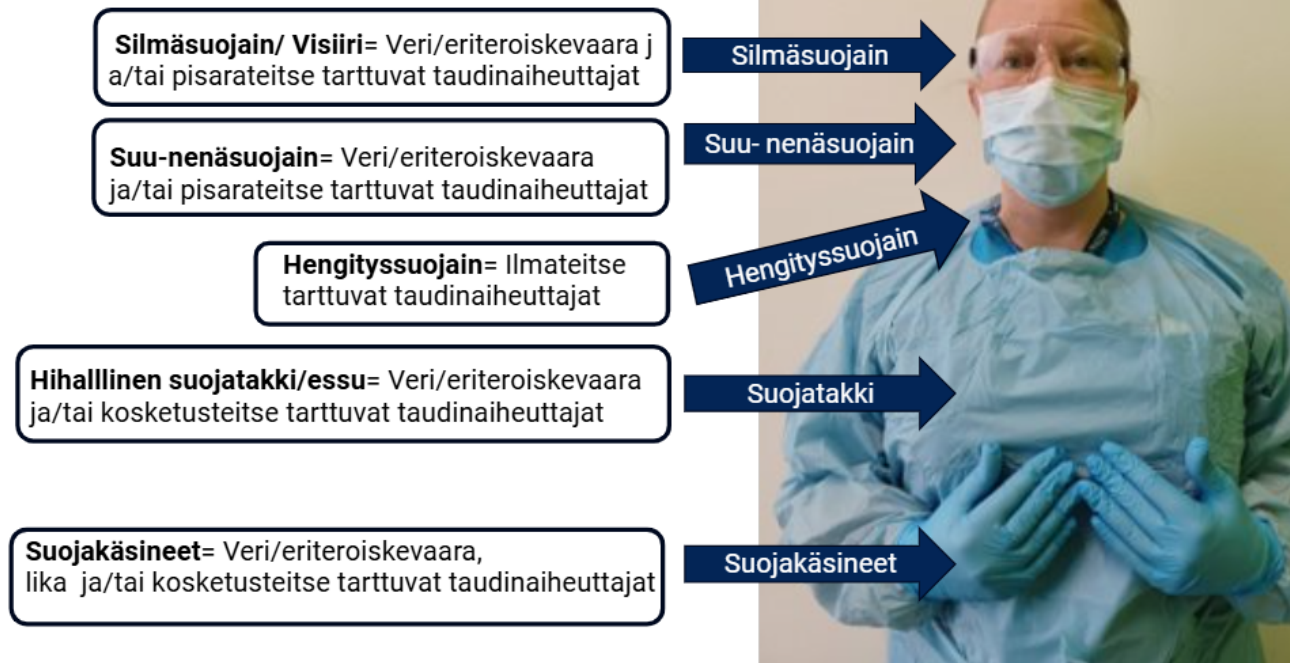 Silmäsuojain/ Visiiri= Veri/eriteroiskevaara j
a/tai pisarateitse tarttuvat taudinaiheuttajat
Silmäsuojain
Suu-nenäsuojain= Veri/eriteroiskevaara
ja/tai pisarateitse tarttuvat taudinaiheuttajat
Suu- nenäsuojain
Hengityssuojain= Ilmateitse
tarttuvat taudinaiheuttajat
Hengityssuojain
Hihalllinen suojatakki/essu= Veri/eriteroiskevaara
ja/tai kosketusteitse tarttuvat taudinaiheuttajat
Suojatakki
Suojakäsineet= Veri/eriteroiskevaara,
lika ja/tai kosketusteitse tarttuvat taudinaiheuttajat
Suojakäsineet